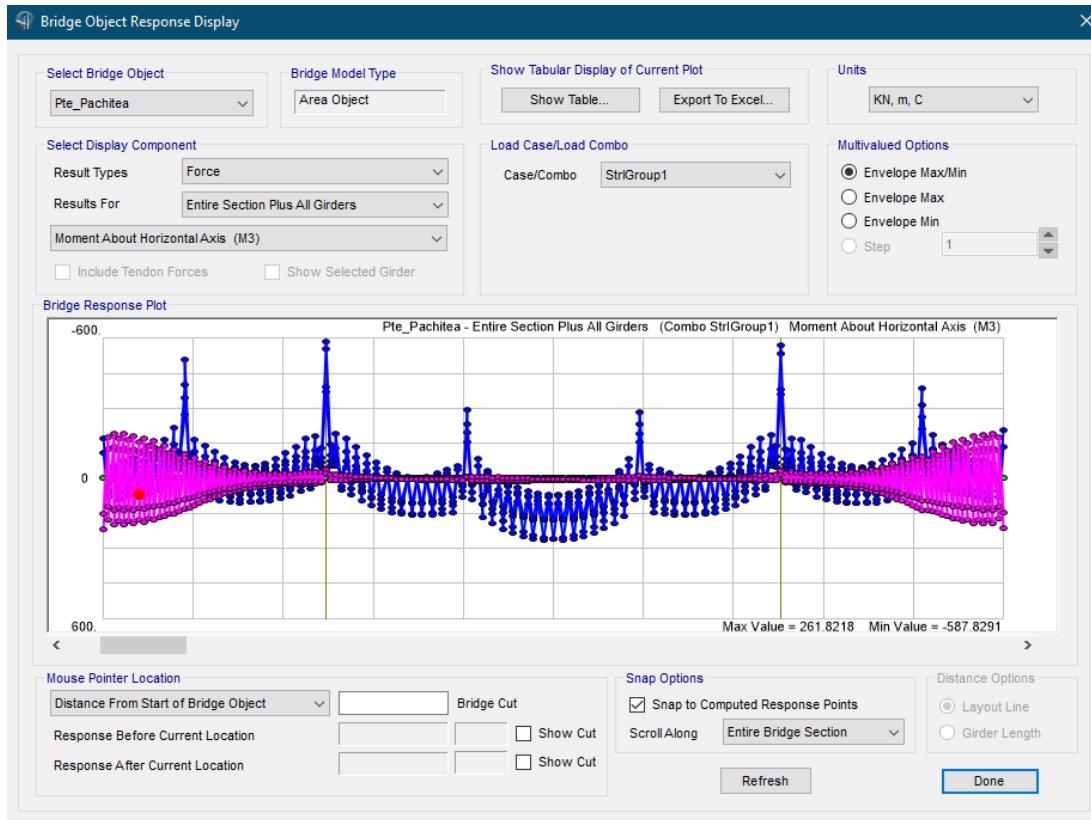 Bridge Object Response Display
Select Bridge Object
Pte_Pachitea
Bridge Model Type
Area Object
Show Tabular Display of Current Plot
Show Table...
Export To Excel...
Units
KN, m, C
Select Display Component
Result Types
Force
Results For
Entire Section Plus All Girders
Moment About Horizontal Axis (M3)
Include Tendon Forces
Show Selected Girder
Load Case/Load Combo
Case/Combo
StrlGroup1
Multivalued Options
Envelope Max/Min
Envelope Max
Envelope Min
Step
1
Bridge Response Plot
-600.
Pte_Pachitea - Entire Section Plus All Girders (Combo StrlGroup1) Moment About Horizontal Axis (M3)
0
600.
Max Value = 261.8218 Min Value = -587.8291
Mouse Pointer Location
Distance From Start of Bridge Object
Bridge Cut
Response Before Current Location
Show Cut
Response After Current Location
Show Cut
Snap Options
Snap to Computed Response Points
Scroll Along
Entire Bridge Section
Distance Options
Layout Line
Girder Length
Refresh
Done